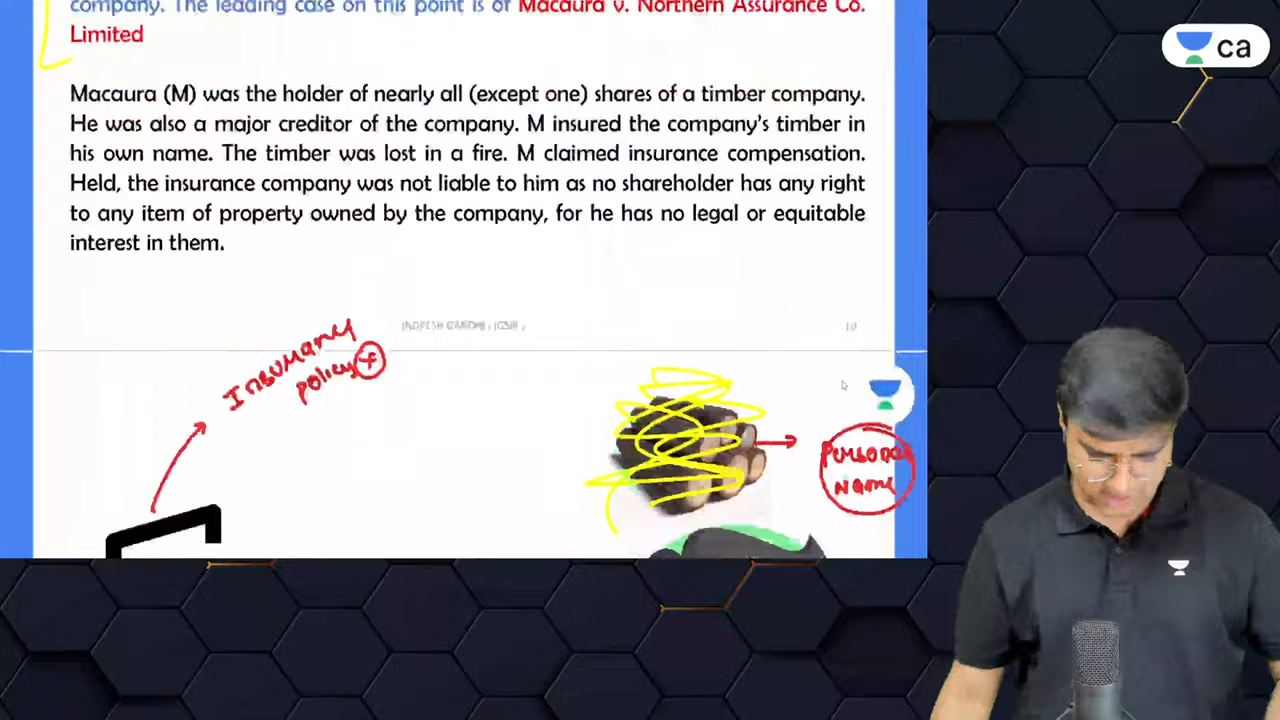 company. The leading case on this point is of Macaura v. Northern Assurance Co.
Limited
ca
Macaura (M) was the holder of nearly all (except one) shares of a timber company.
He was also a major creditor of the company. M insured the company's timber in
his own name. The timber was lost in a fire. M claimed insurance compensation.
Held, the insurance company was not liable to him as no shareholder has any right
to any item of property owned by the company, for he has no legal or equitable
interest in them.
10
policy
Personal
Name